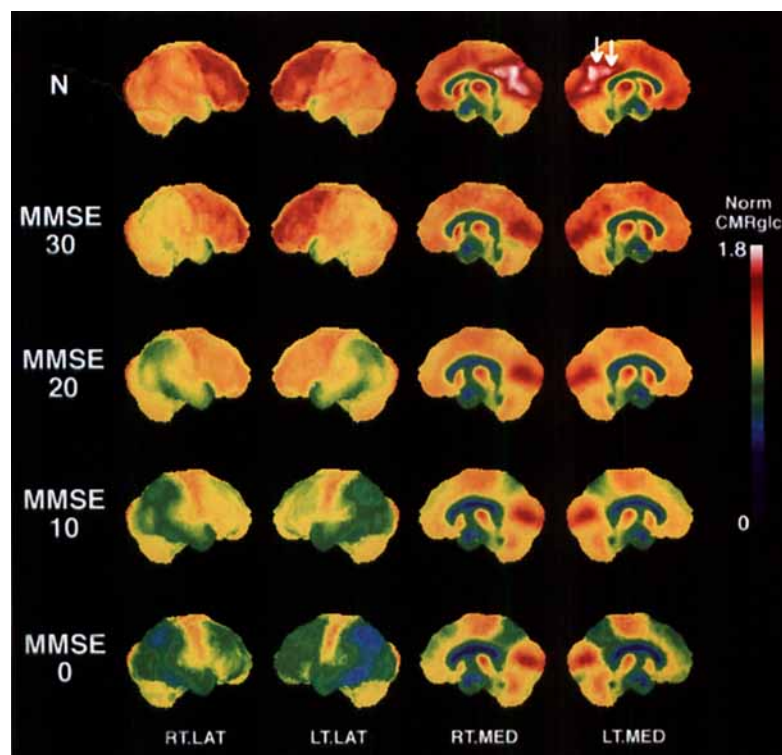 N
Norm
CMRglc
1.8
MMSE
30
MMSE
20
MMSE
10
0
MMSE
0
RT.LAT
LT.LAT
RT.MED
LT.MED